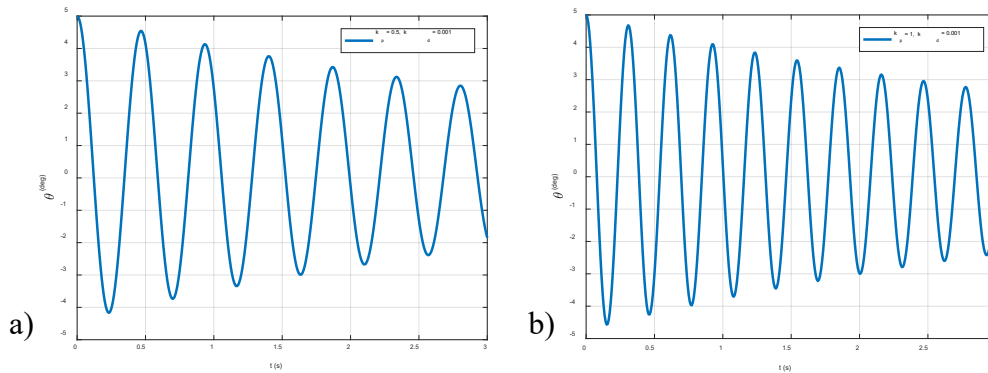 a)
5
4
3
2
1
0
-1
-2
-3
-4
-5
θ (deg)
0 0.5 1 1.5 2 2.5 3
t (s)
k p = 0.5, k d = 0.001
b)
5
4
3
2
1
0
-1
-2
-3
-4
-5
θ (deg)
0 0.5 1 1.5 2 2.5
t (s)
k p = 1, k d = 0.001